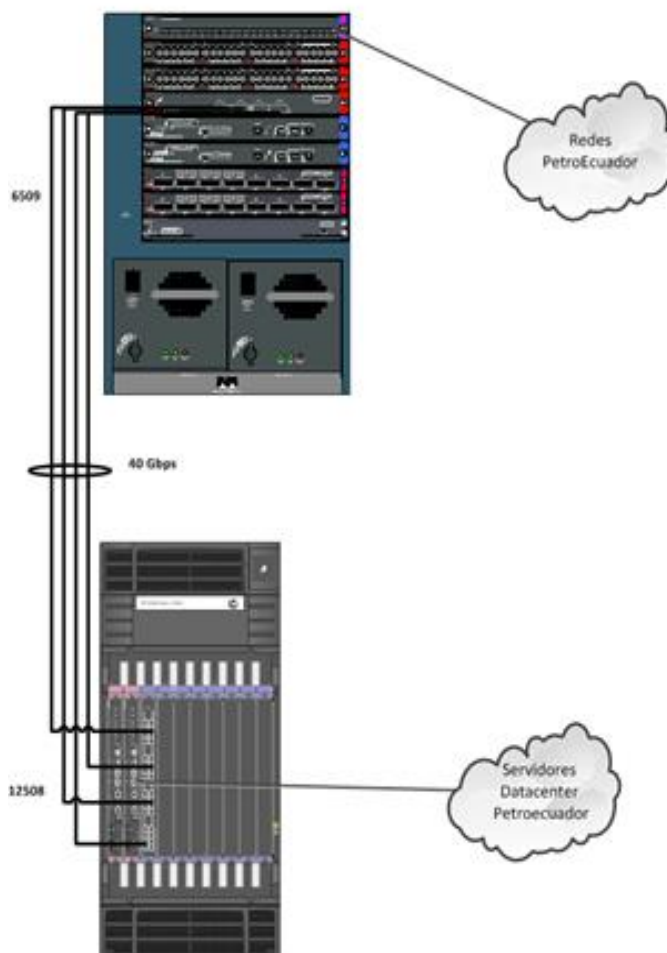 Redes
PetroEcuador
6509
40 Gbps
12508
Servidores
Datacenter
Petroecuador